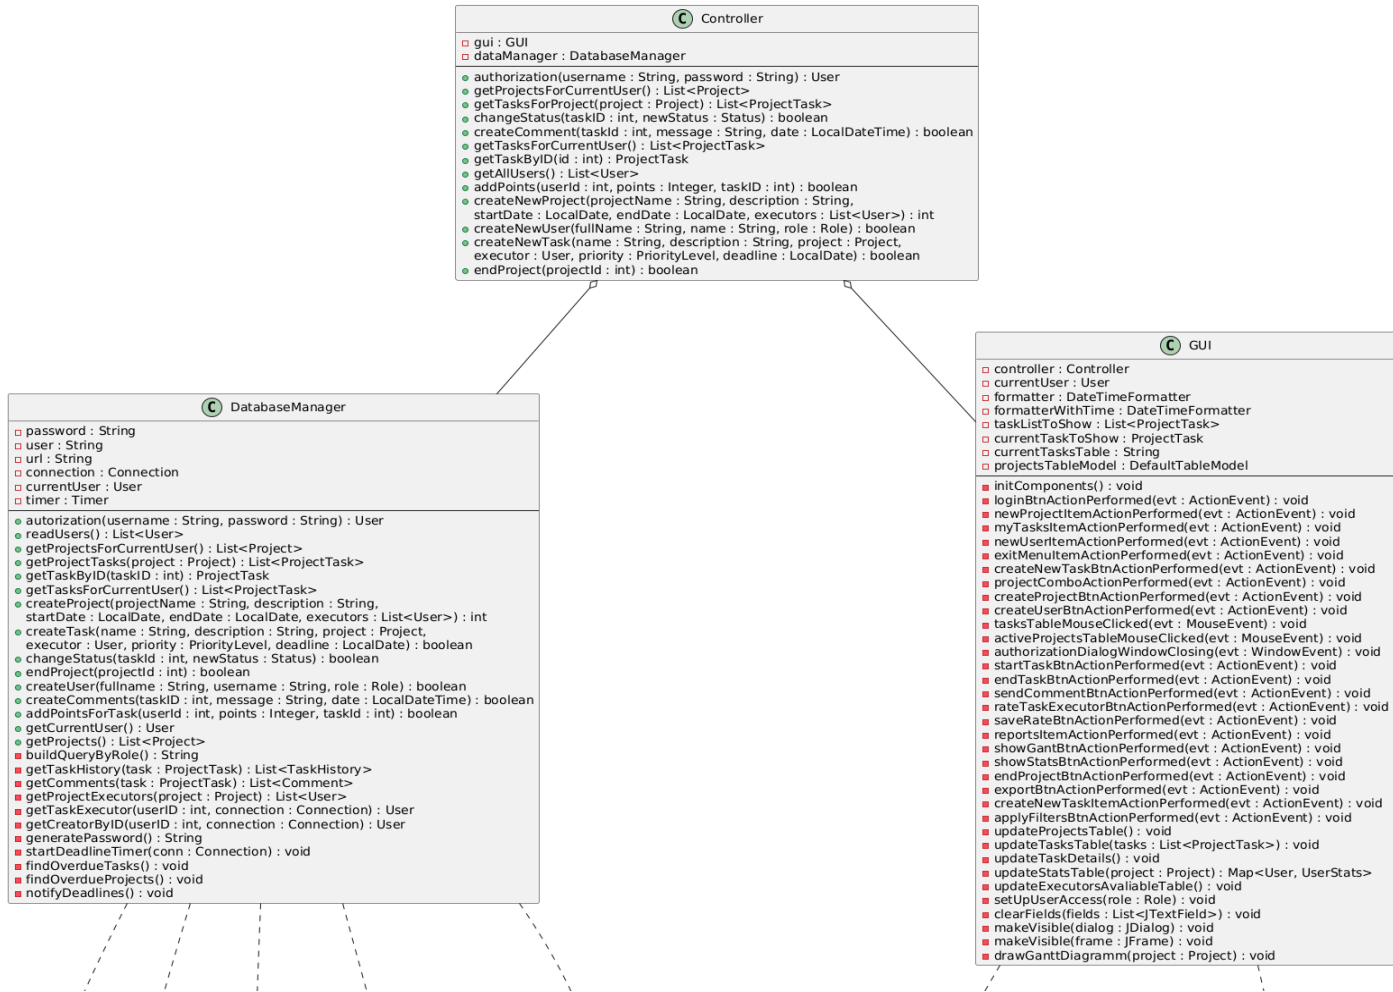 C Controller
gui : GUI
dataManager : DatabaseManager
authorization(username : String, password : String) : User
getProjectsForCurrentUser() : List<Project>
getTasksForProject(project : Project) : List<ProjectTask>
changeStatus(taskID : int, newStatus : Status) : boolean
createComment(taskId : int, message : String, date : LocalDateTime) : boolean
getTasksForCurrentUser() : List<ProjectTask>
getTaskByID(id : int) : ProjectTask
getAllUsers() : List<User>
addPoints(userId : int, points : Integer, taskID : int) : boolean
createNewProject(projectName : String, description : String,
startDate : LocalDate, endDate : LocalDate, executors : List<User>) : int
createNewUser(fullName : String, name : String, role : Role) : boolean
createNewTask(name : String, description : String, project : Project,
executor : User, priority : PriorityLevel, deadline : LocalDate) : boolean
endProject(projectId : int) : boolean
C DatabaseManager
password : String
user : String
url : String
connection : Connection
currentUser : User
timer : Timer
autorization(username : String, password : String) : User
readUsers() : List<User>
getProjectsForCurrentUser() : List<Project>
getProjectTasks(project : Project) : List<ProjectTask>
getTaskByID(taskID : int) : ProjectTask
getTasksForCurrentUser() : List<ProjectTask>
createProject(projectName : String, description : String,
startDate : LocalDate, endDate : LocalDate, executors : List<User>) : int
createTask(name : String, description : String, project : Project,
executor : User, priority : PriorityLevel, deadline : LocalDate) : boolean
changeStatus(taskId : int, newStatus : Status) : boolean
endProject(projectId : int) : boolean
createUser(fullname : String, username : String, role : Role) : boolean
createComments(taskID : int, message : String, date : LocalDateTime) : boolean
addPointsForTask(userId : int, points : Integer, taskId : int) : boolean
getCurrentUser() : User
getProjects() : List<Project>
buildQueryByRole() : String
getTaskHistory(task : ProjectTask) : List<TaskHistory>
getComments(task : ProjectTask) : List<Comment>
getProjectExecutors(project : Project) : List<User>
getTaskExecutor(userID : int, connection : Connection) : User
getCreatorByID(userID : int, connection : Connection) : User
generatePassword() : String
startDeadlineTimer(conn : Connection) : void
findOverdueTasks() : void
findOverdueProjects() : void
notifyDeadlines() : void
C GUI
controller : Controller
currentUser : User
formatter : DateTimeFormatter
formatterWithTime : DateTimeFormatter
taskListToShow : List<ProjectTask>
currentTaskToShow : ProjectTask
currentTasksTable : String
projectsTableModel : DefaultTableModel
initComponents() : void
loginBtnActionPerformed(evt : ActionEvent) : void
newProjectItemActionPerformed(evt : ActionEvent) : void
myTasksItemActionPerformed(evt : ActionEvent) : void
newUserItemActionPerformed(evt : ActionEvent) : void
exitMenuItemActionPerformed(evt : ActionEvent) : void
createNewTaskBtnActionPerformed(evt : ActionEvent) : void
projectComboActionPerformed(evt : ActionEvent) : void
createProjectBtnActionPerformed(evt : ActionEvent) : void
createUserBtnActionPerformed(evt : ActionEvent) : void
tasksTableMouseClicked(evt : MouseEvent) : void
activeProjectsTableMouseClicked(evt : MouseEvent) : void
authorizationDialogWindowClosing(evt : WindowEvent) : void
startTaskBtnActionPerformed(evt : ActionEvent) : void
endTaskBtnActionPerformed(evt : ActionEvent) : void
sendCommentBtnActionPerformed(evt : ActionEvent) : void
rateTaskExecutorBtnActionPerformed(evt : ActionEvent) : void
saveRateBtnActionPerformed(evt : ActionEvent) : void
reportsItemActionPerformed(evt : ActionEvent) : void
showGantBtnActionPerformed(evt : ActionEvent) : void
showStatsBtnActionPerformed(evt : ActionEvent) : void
endProjectBtnActionPerformed(evt : ActionEvent) : void
exportBtnActionPerformed(evt : ActionEvent) : void
createNewTaskItemActionPerformed(evt : ActionEvent) : void
applyFiltersBtnActionPerformed(evt : ActionEvent) : void
updateProjectsTable() : void
updateTasksTable(tasks : List<ProjectTask>) : void
updateTaskDetails() : void
updateStatsTable(project : Project) : Map<User, UserStats>
updateExecutorsAvaliableTable() : void
setUpUserAccess(role : Role) : void
clearFields(fields : List<JTextField>) : void
makeVisible(dialog : JDialog) : void
makeVisible(frame : JFrame) : void
drawGanttDiagramm(project : Project) : void